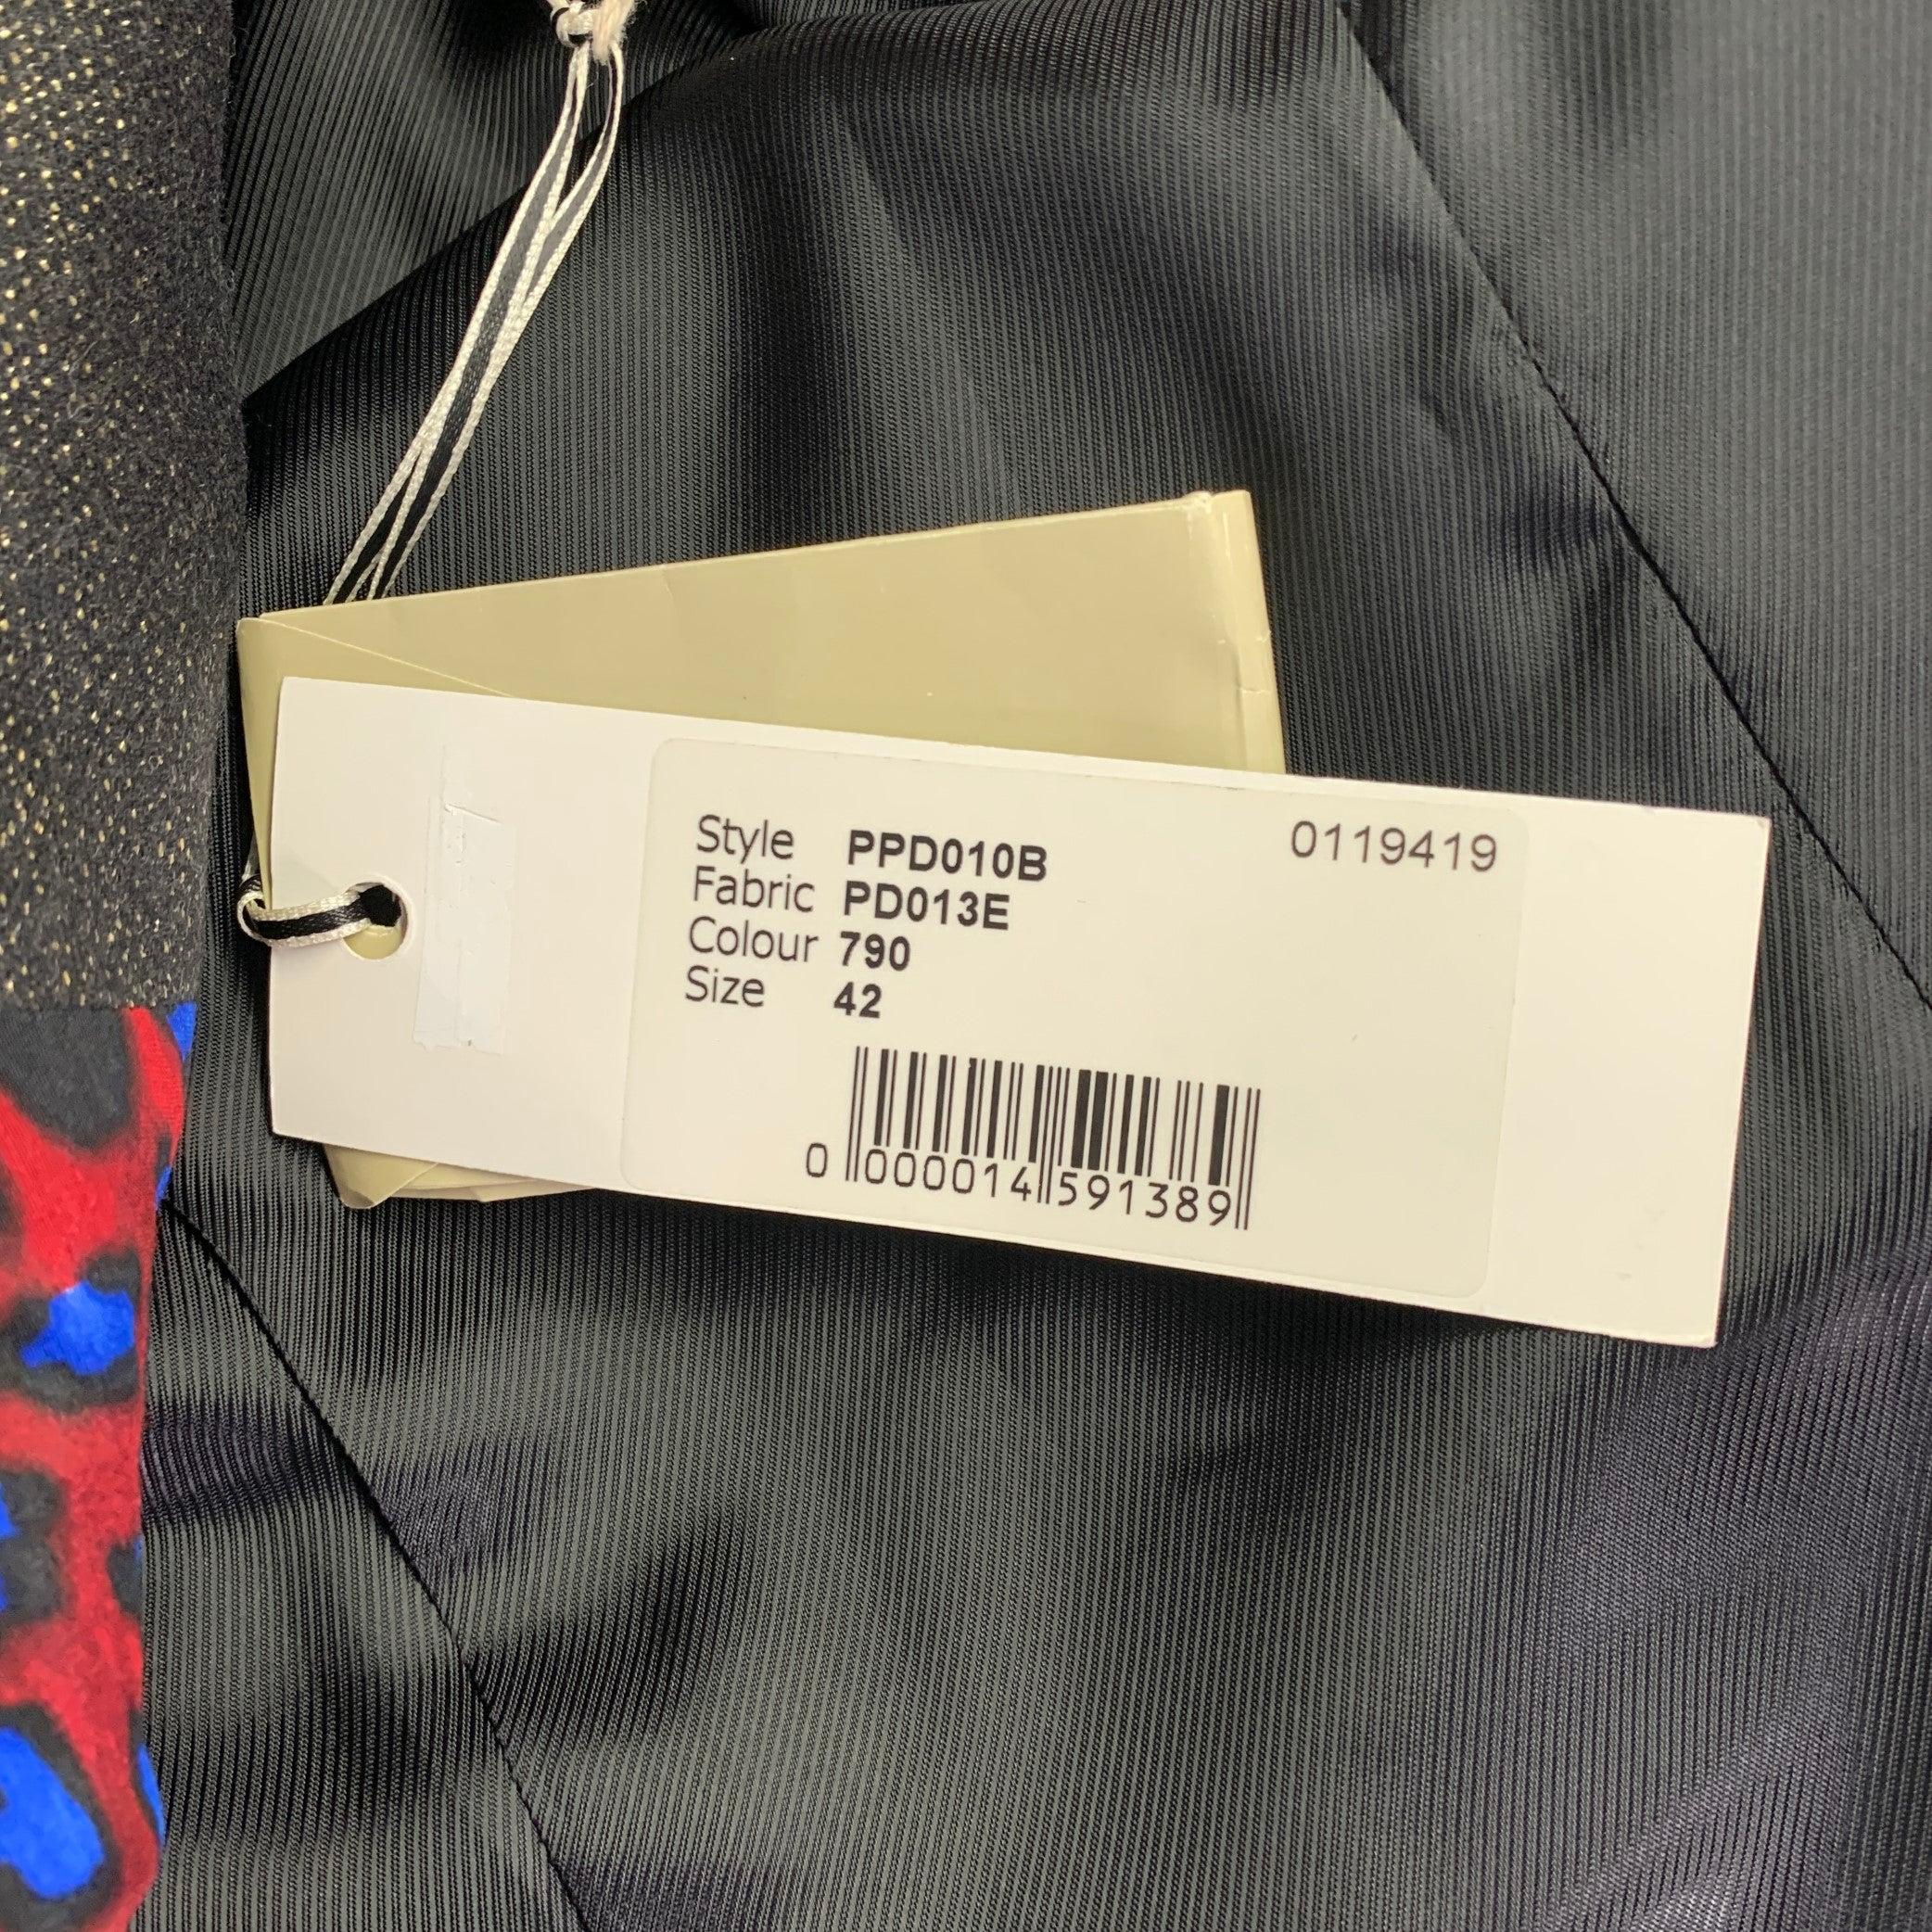 Style PPD010B 0119419
Fabric PD013E
Colour 790
Size 42
0 000014 591389